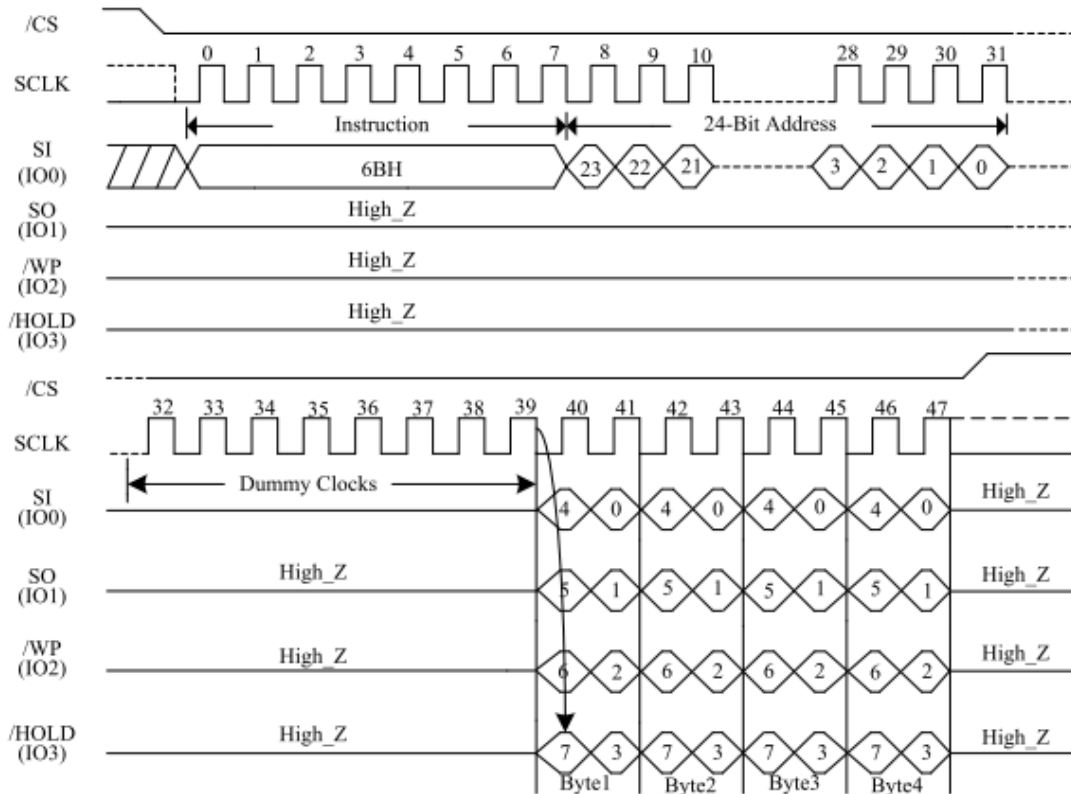 /CS
0 1 2 3 4 5 6 7 8 9 10 28 29 30 31
SCLK
Instruction 24-Bit Address
SI
(IO0)
6BH 23 22 21 3 2 1 0
SO
(IO1)
High_Z
/WP
(IO2)
High_Z
/HOLD
(IO3)
High_Z
/CS
32 33 34 35 36 37 38 39 40 41 42 43 44 45 46 47
SCLK
Dummy Clocks
SI
(IO0)
4 0 4 0 4 0 4 0 High_Z
SO
(IO1)
High_Z 5 1 5 1 5 1 5 1 High_Z
/WP
(IO2)
High_Z 6 2 6 2 6 2 6 2 High_Z
/HOLD
(IO3)
High_Z 7 3 7 3 7 3 7 3 High_Z
Byte1 Byte2 Byte3 Byte4